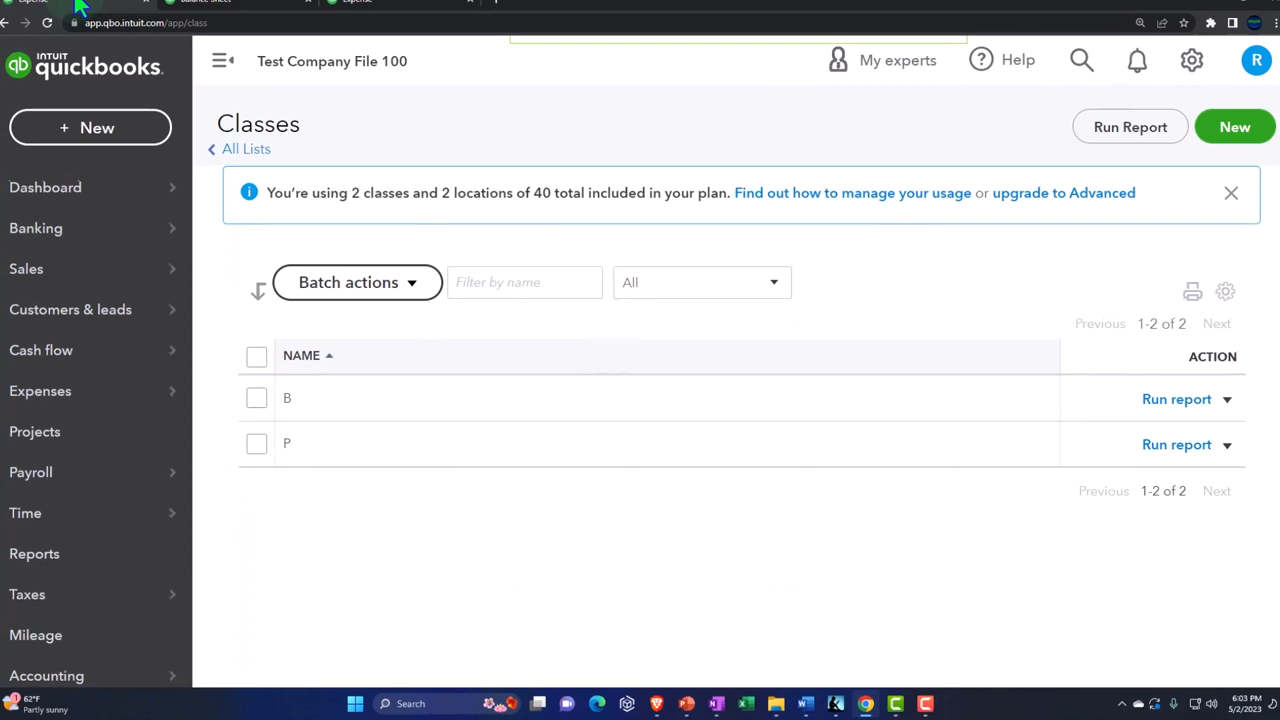 Expense
Balance Sheet
Expense
app.qbo.intuit.com/app/class
INTUIT
quickbooks.
Test Company File 100
My experts
Help
R
+ New
Classes
All Lists
Run Report
New
You're using 2 classes and 2 locations of 40 total included in your plan. Find out how to manage your usage or upgrade to Advanced
Dashboard
Banking
Sales
Customers & leads
Cash flow
Expenses
Projects
Payroll
Time
Reports
Taxes
Mileage
Accounting
Batch actions
Filter by name
All
Previous 1-2 of 2 Next
NAME
ACTION
B
Run report
P
Run report
Previous 1-2 of 2 Next
1
62°F
Partly sunny
Search
6:03 PM
5/2/2023